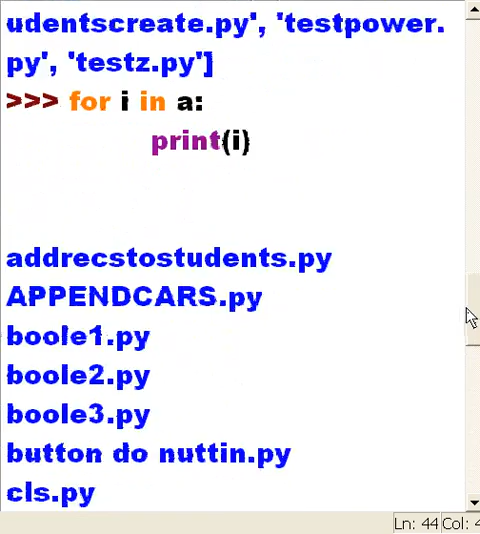 udentscreate.py', 'testpower.
py', 'testz.py']
>>> for i in a:
print(i)
addrecstostudents.py
APPENDCARS.py
boole1.py
boole2.py
boole3.py
button do nuttin.py
cls.py
Ln: 44 Col: 4